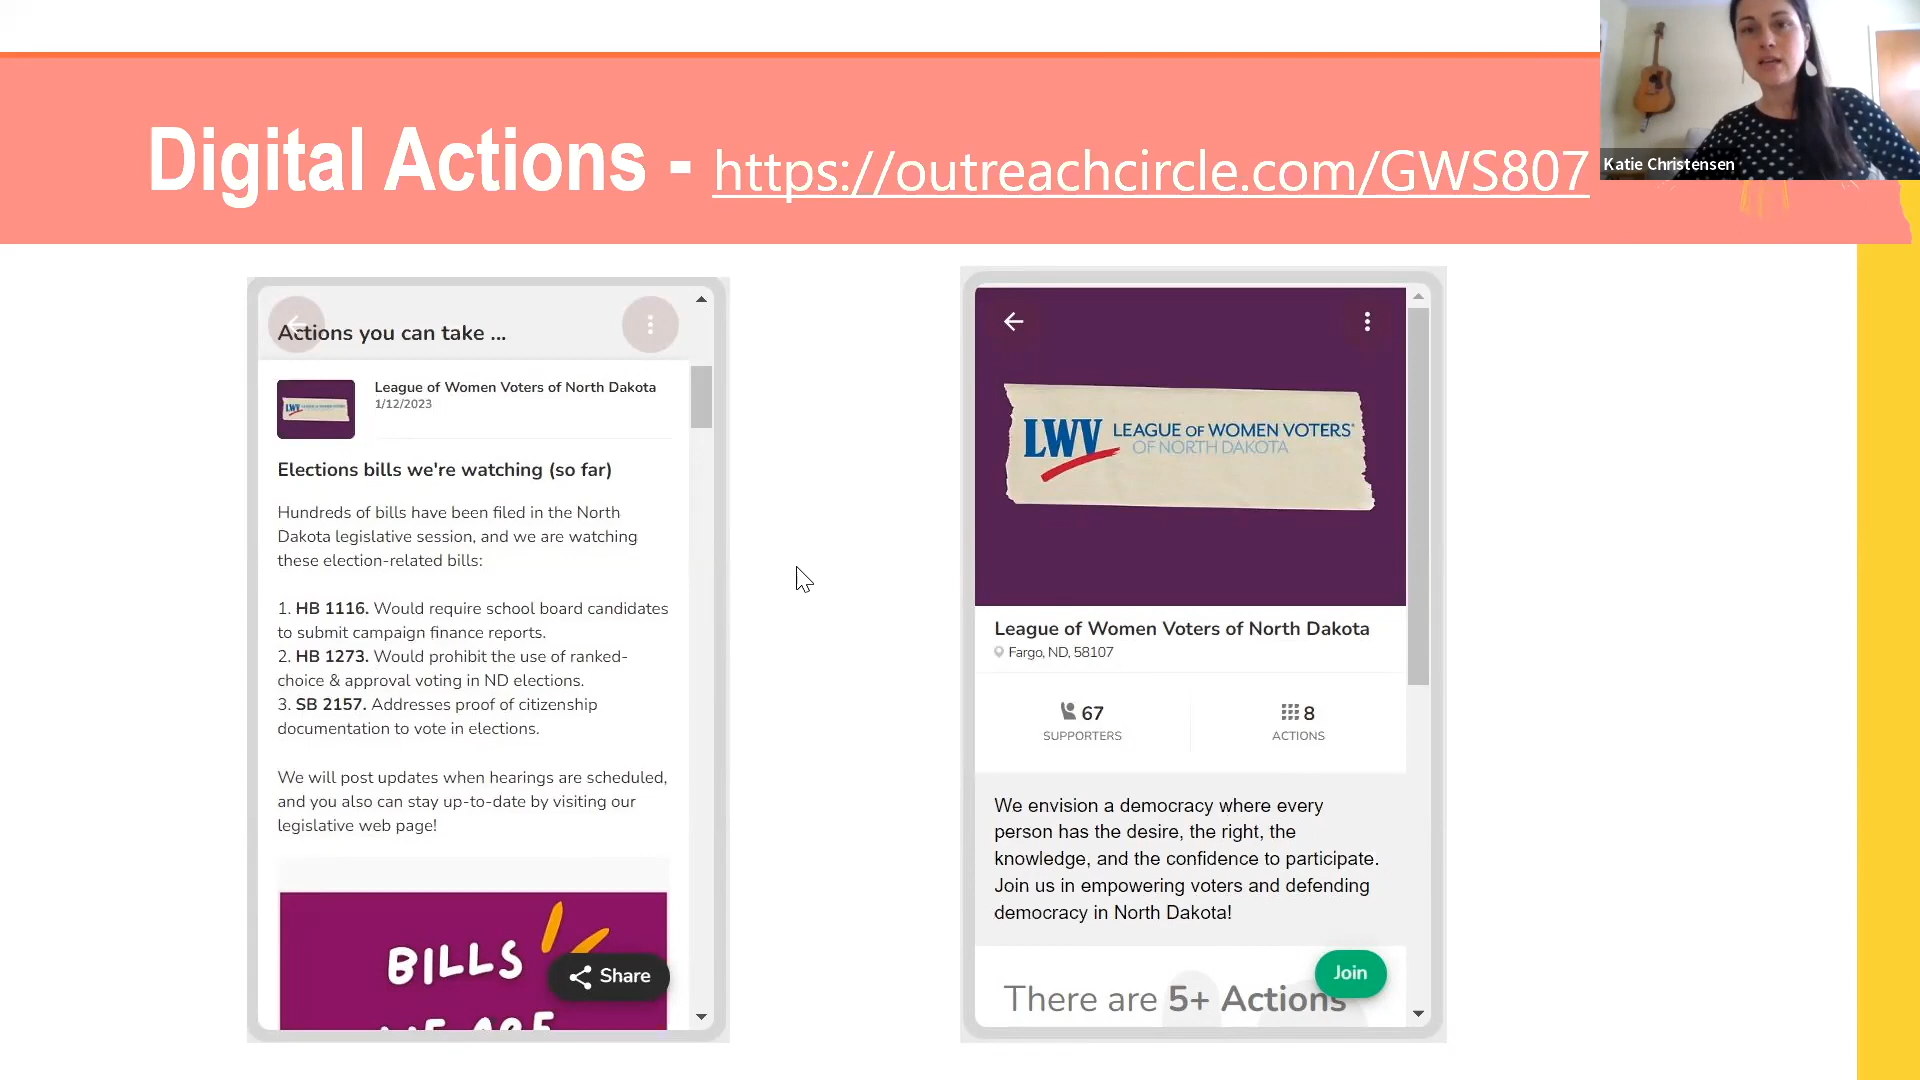 Digital Actions - https://outreachcircle.com/GWS807
Katie Christensen
Actions you can take ...
League of Women Voters of North Dakota
1/12/2023
Elections bills we're watching (so far)
Hundreds of bills have been filed in the North
Dakota legislative session, and we are watching
these election-related bills:
1. HB 1116. Would require school board candidates
to submit campaign finance reports.
2. HB 1273. Would prohibit the use of ranked-
choice & approval voting in ND elections.
3. SB 2157. Addresses proof of citizenship
documentation to vote in elections.
We will post updates when hearings are scheduled,
and you also can stay up-to-date by visiting our
legislative web page!
BILLS
WE ARE
Share
LWV LEAGUE OF WOMEN VOTERS®
OF NORTH DAKOTA
League of Women Voters of North Dakota
Fargo, ND, 58107
67
SUPPORTERS
8
ACTIONS
We envision a democracy where every
person has the desire, the right, the
knowledge, and the confidence to participate.
Join us in empowering voters and defending
democracy in North Dakota!
Join
There are 5+ Actions